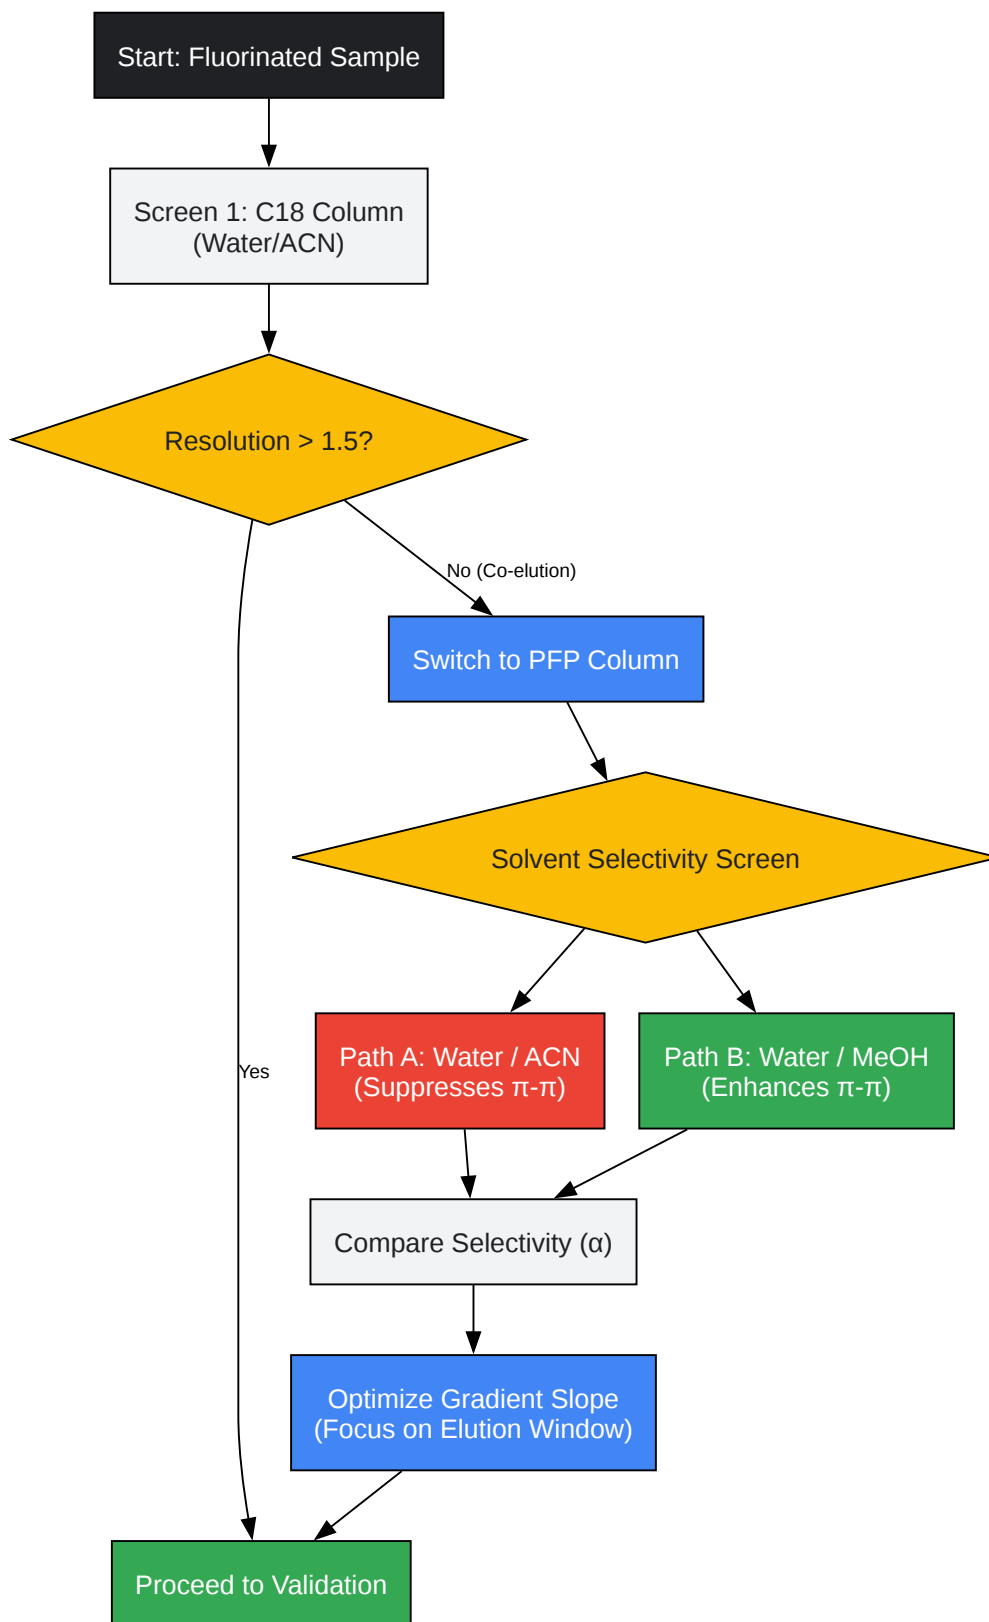 Start: Fluorinated Sample
Screen 1: C18 Column
(Water/ACN)
Resolution > 1.5?
No (Co-elution)
Switch to PFP Column
Solvent Selectivity Screen
Path A: Water / ACN
(Suppresses π-π)
Path B: Water / MeOH
(Enhances π-π)
Yes
Compare Selectivity (α)
Optimize Gradient Slope
(Focus on Elution Window)
Proceed to Validation